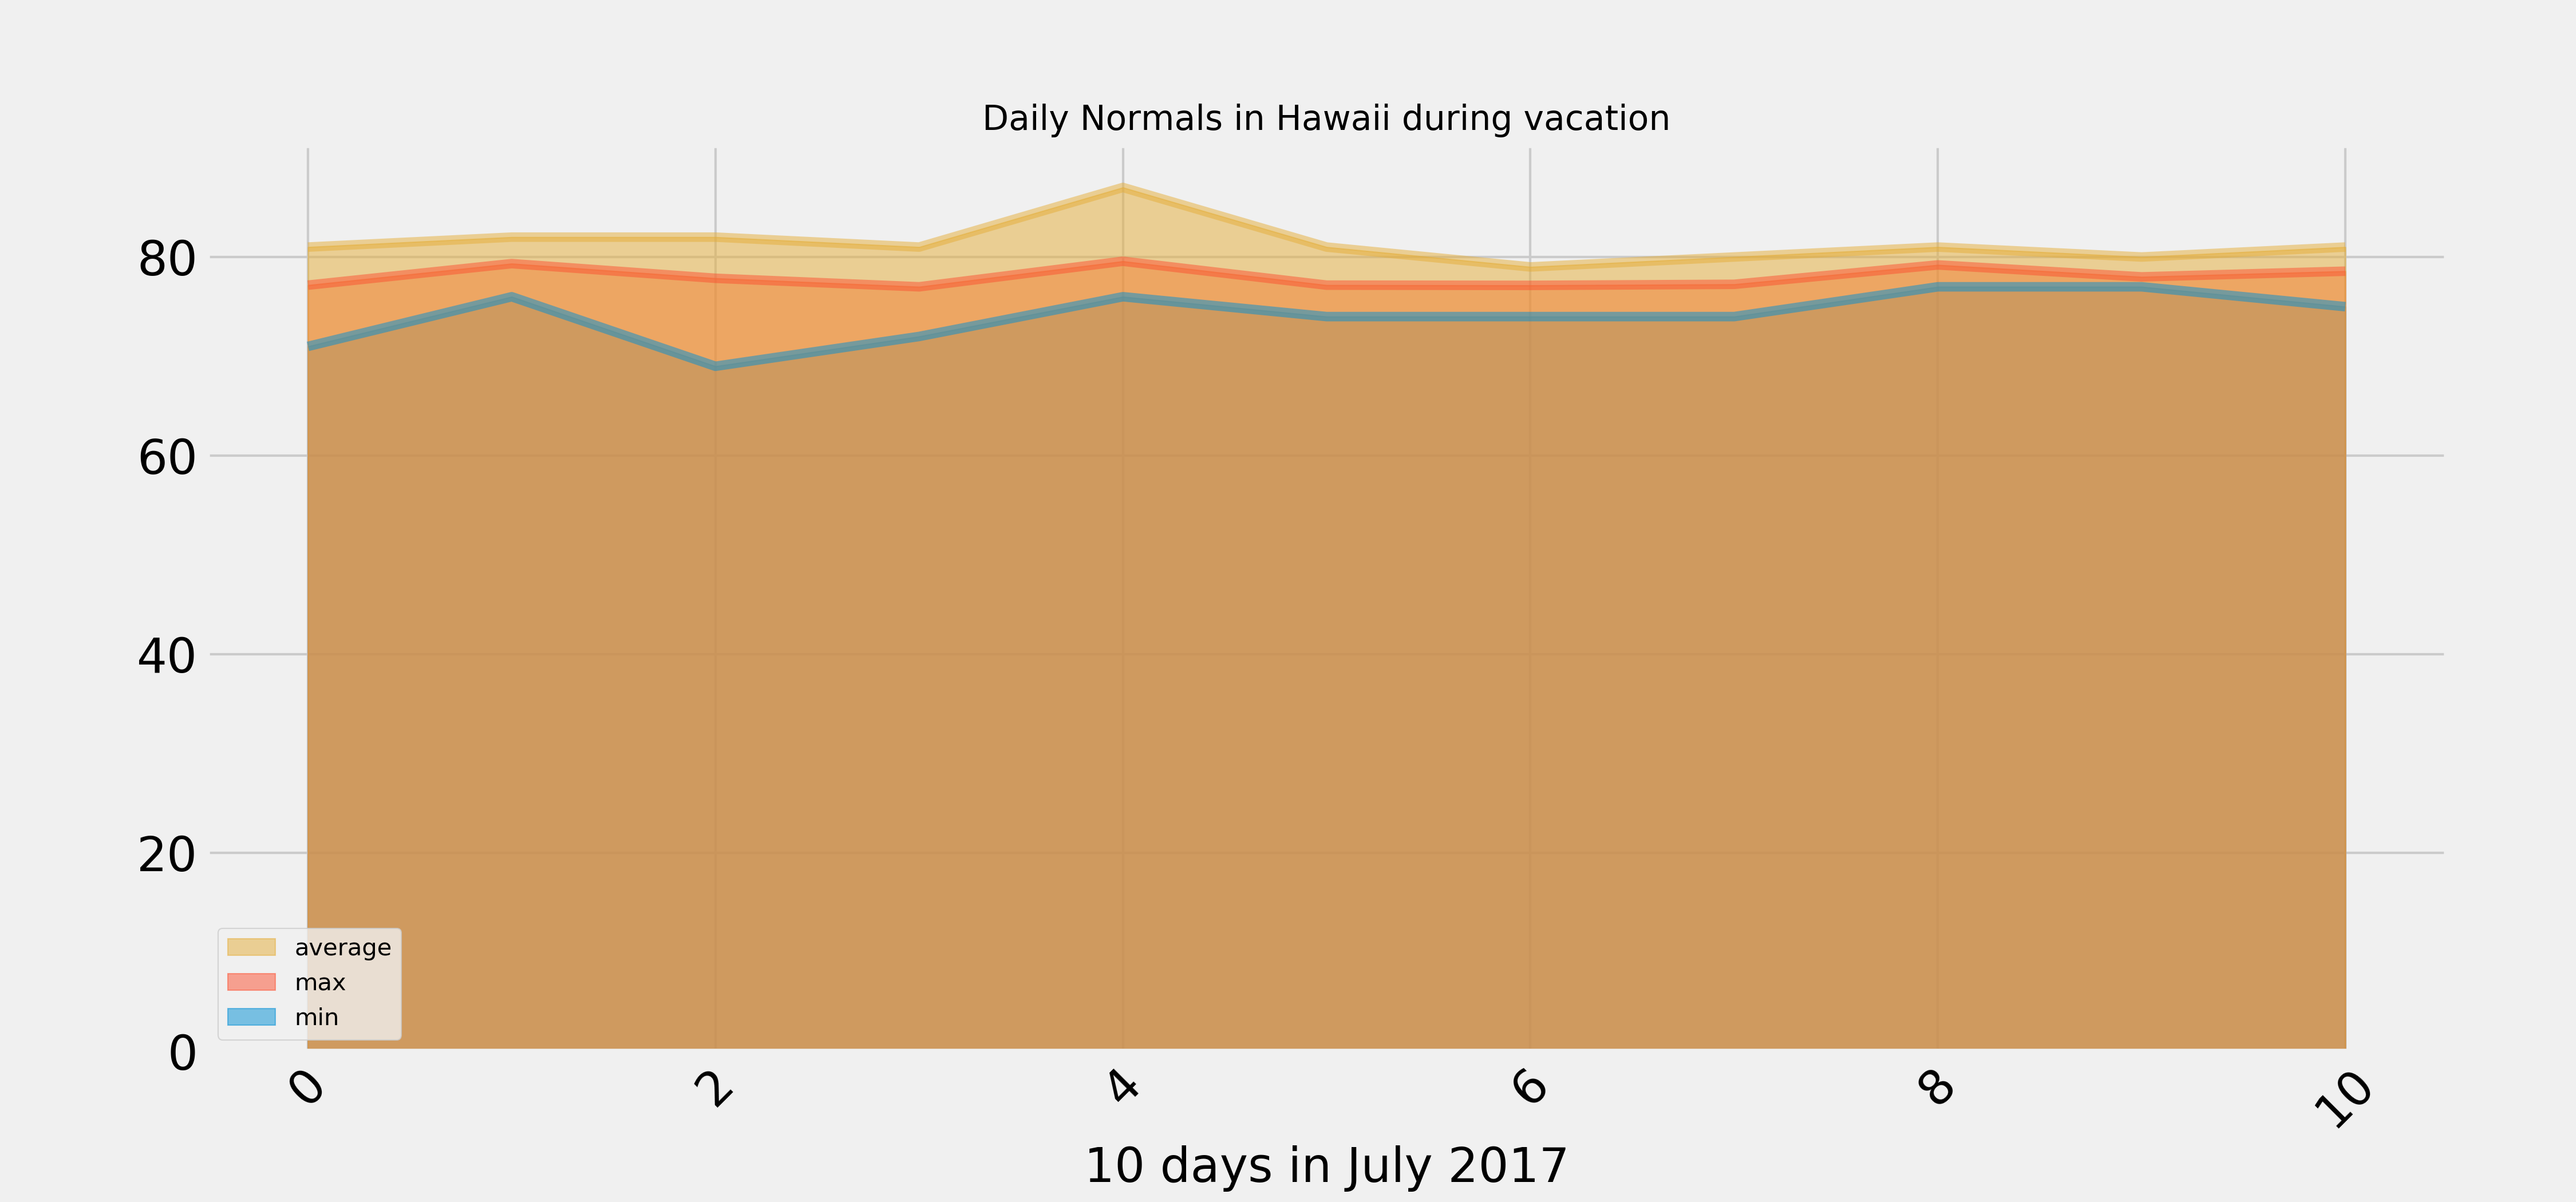 Daily Normals in Hawaii during vacation
80
60
40
20
0
average
max
min
0 2 4 6 8 10
10 days in July 2017